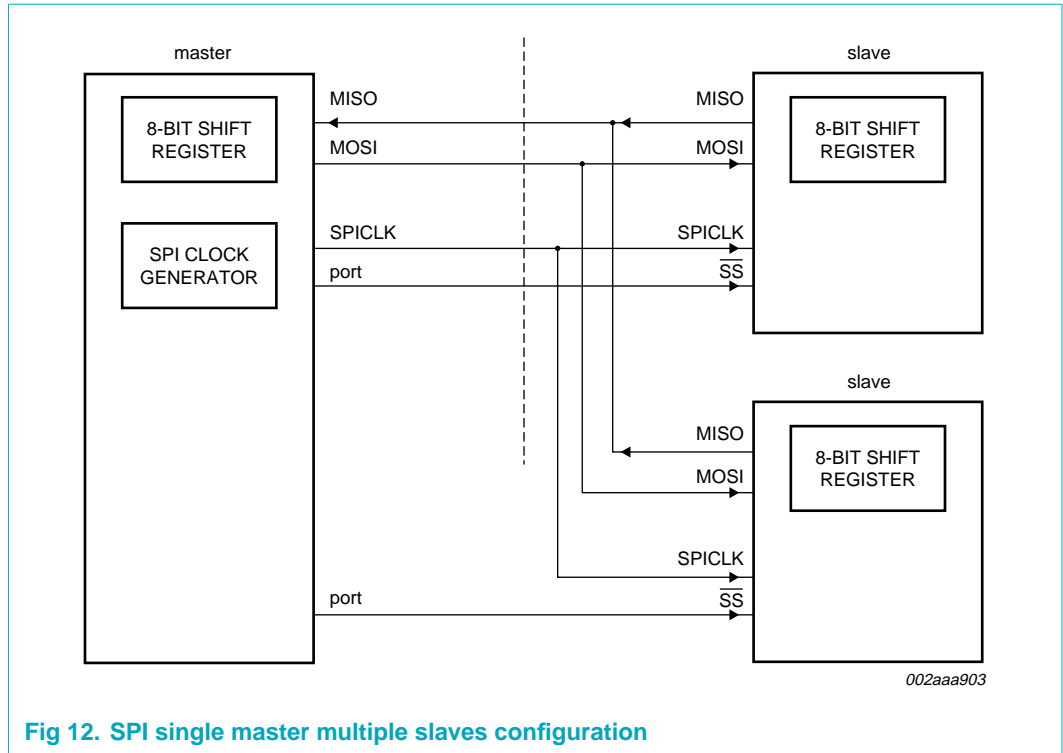 master
slave
MISO
MISO
8-BIT SHIFT
REGISTER
8-BIT SHIFT
REGISTER
MOSI
MOSI
SPICLK
SPICLK
SPI CLOCK
GENERATOR
port
SS
slave
MISO
8-BIT SHIFT
REGISTER
MOSI
SPICLK
port
SS
002aaa903
Fig 12. SPI single master multiple slaves configuration